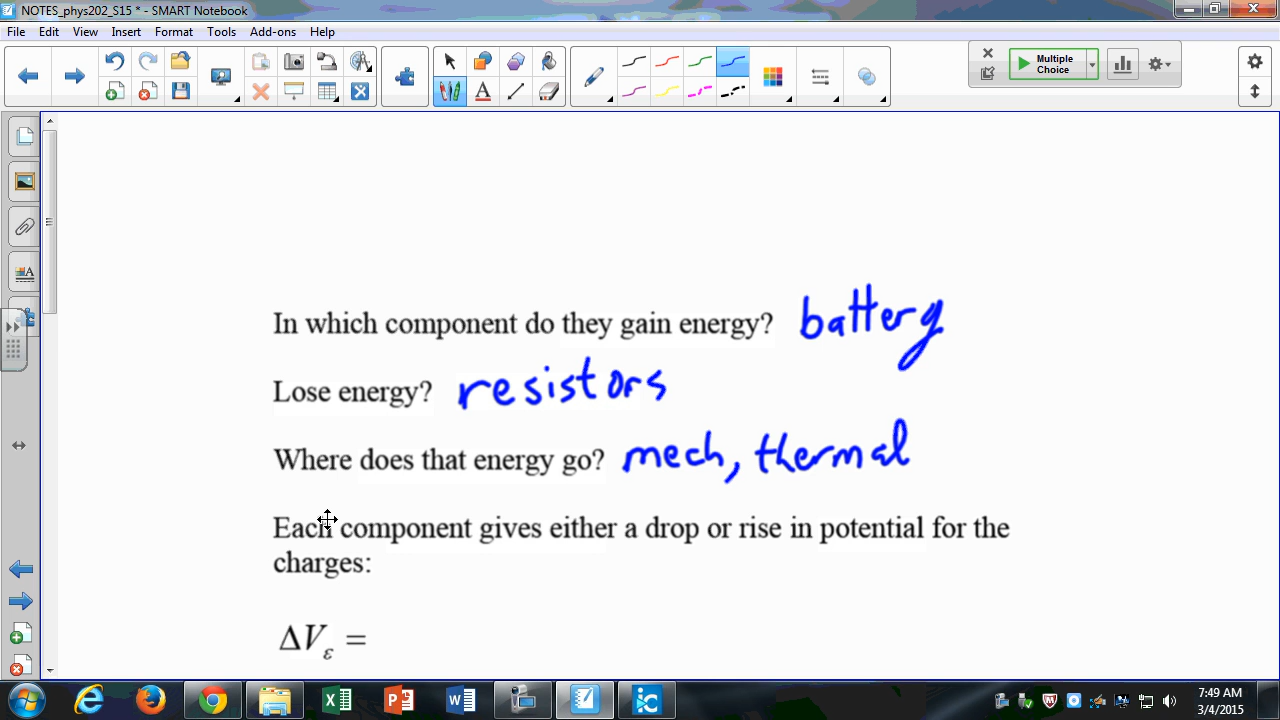 NOTES_phys202_S15 * - SMART Notebook
File Edit View Insert Format Tools Add-ons Help
Multiple
Choice
In which component do they gain energy? battery
Lose energy? resistors
Where does that energy go? mech, thermal
Each component gives either a drop or rise in potential for the
charges:
ΔVε =
7:49 AM
3/4/2015